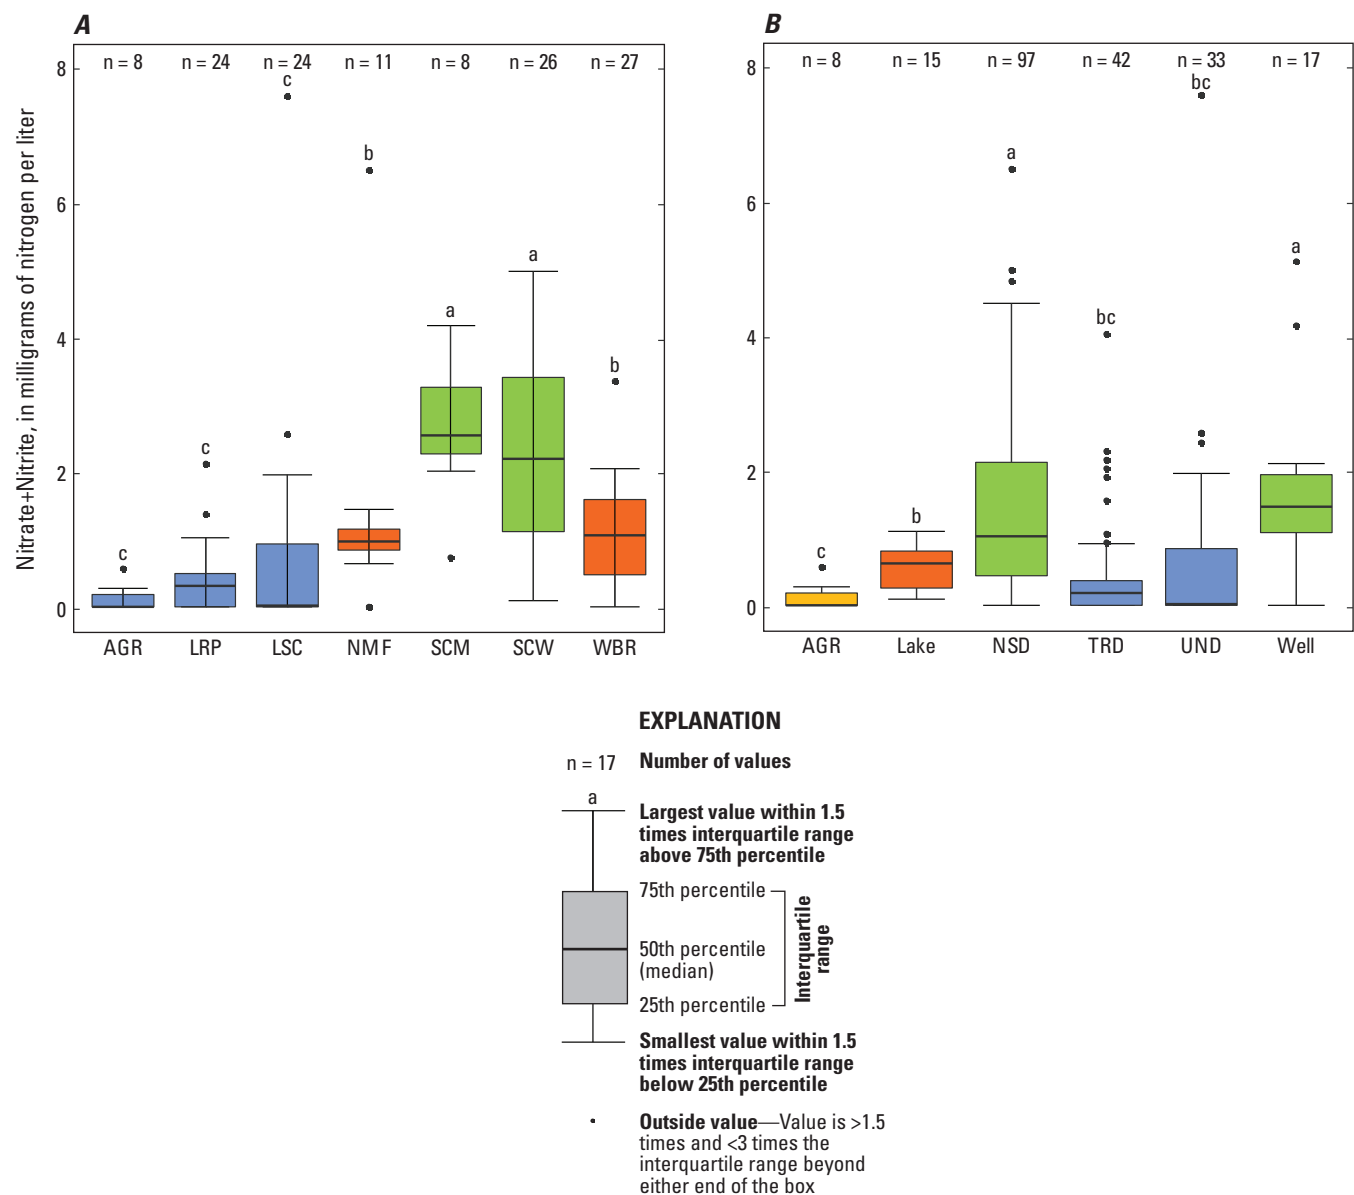 A
n = 8 n = 24 n = 24 n = 11 n = 8 n = 26 n = 27
8
6
4
2
0
Nitrate+Nitrite, in milligrams of nitrogen per liter
c
c
c
b
a
a
b
AGR LRP LSC NMF SCM SCW WBR
B
n = 8 n = 15 n = 97 n = 42 n = 33 n = 17
8
6
4
2
0
c
b
a
bc
bc
a
AGR Lake NSD TRD UND Well
EXPLANATION
n = 17 Number of values
a
Largest value within 1.5
times interquartile range
above 75th percentile
75th percentile
50th percentile
(median)
25th percentile
Interquartile
range
Smallest value within 1.5
times interquartile range
below 25th percentile
Outside value—Value is >1.5
times and <3 times the
interquartile range beyond
either end of the box